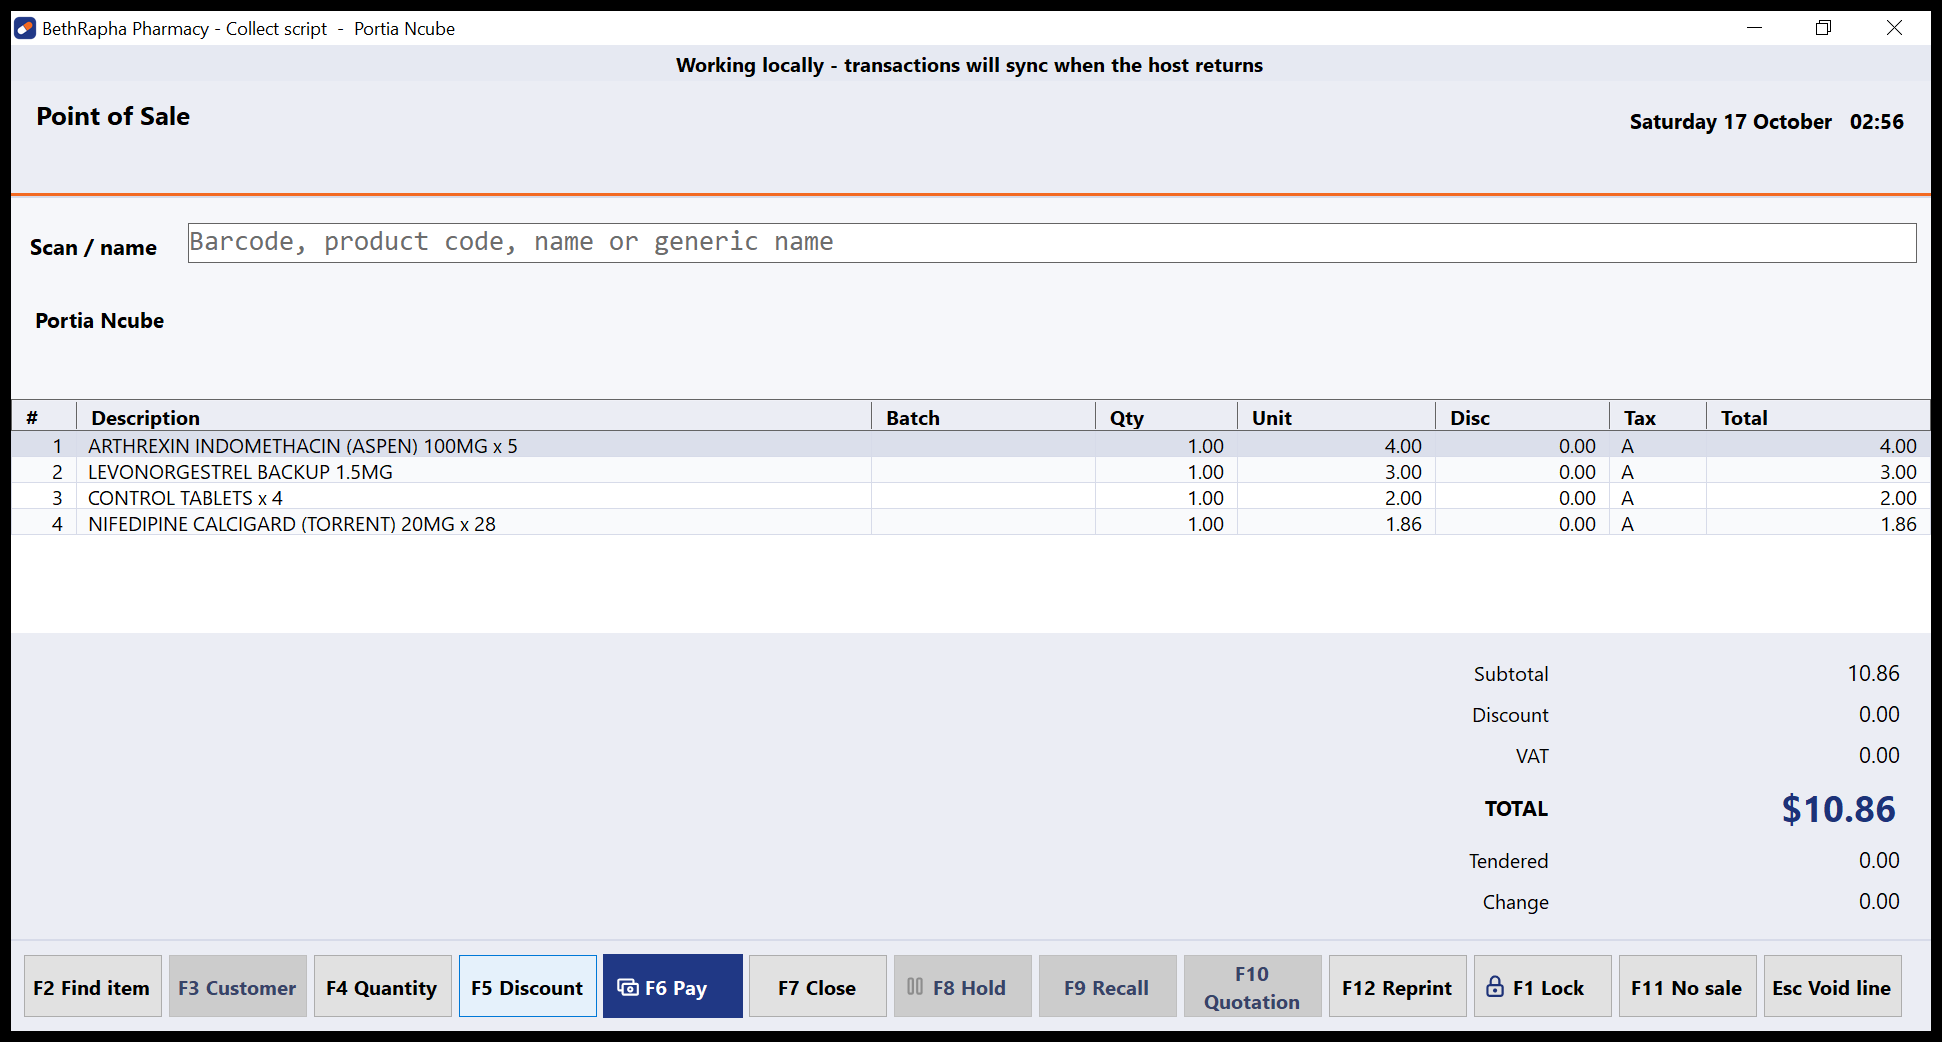 BethRapha Pharmacy - Collect script - Portia Ncube
Working locally - transactions will sync when the host returns
Point of Sale
Saturday 17 October 02:56
Scan / name
Barcode, product code, name or generic name
Portia Ncube
# Description Batch Qty Unit Disc Tax Total
1 ARTHREXIN INDOMETHACIN (ASPEN) 100MG x 5 1.00 4.00 0.00 A 4.00
2 LEVONORGESTREL BACKUP 1.5MG 1.00 3.00 0.00 A 3.00
3 CONTROL TABLETS x 4 1.00 2.00 0.00 A 2.00
4 NIFEDIPINE CALCIGARD (TORRENT) 20MG x 28 1.00 1.86 0.00 A 1.86
Subtotal 10.86
Discount 0.00
VAT 0.00
TOTAL $10.86
Tendered 0.00
Change 0.00
F2 Find item
F3 Customer
F4 Quantity
F5 Discount
F6 Pay
F7 Close
F8 Hold
F9 Recall
F10
Quotation
F12 Reprint
F1 Lock
F11 No sale
Esc Void line